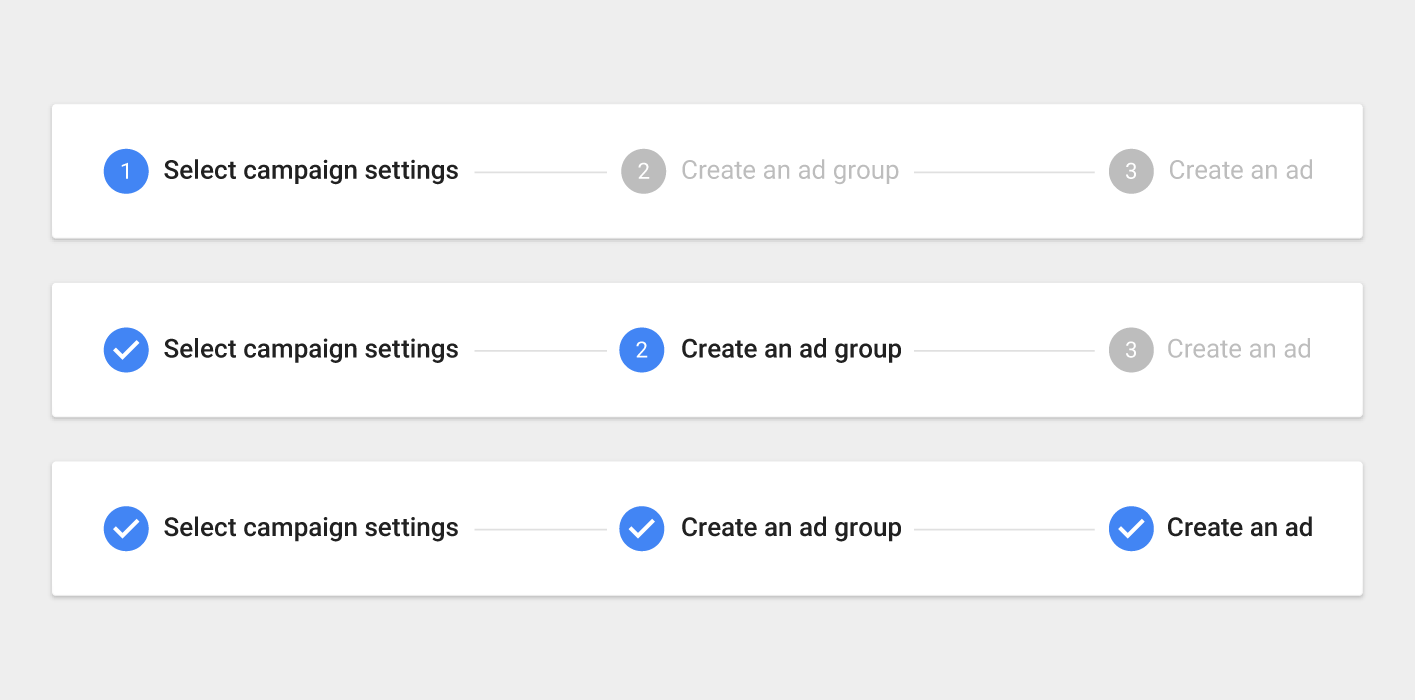 1 Select campaign settings 2 Create an ad group 3 Create an ad
Select campaign settings 2 Create an ad group 3 Create an ad
Select campaign settings Create an ad group Create an ad